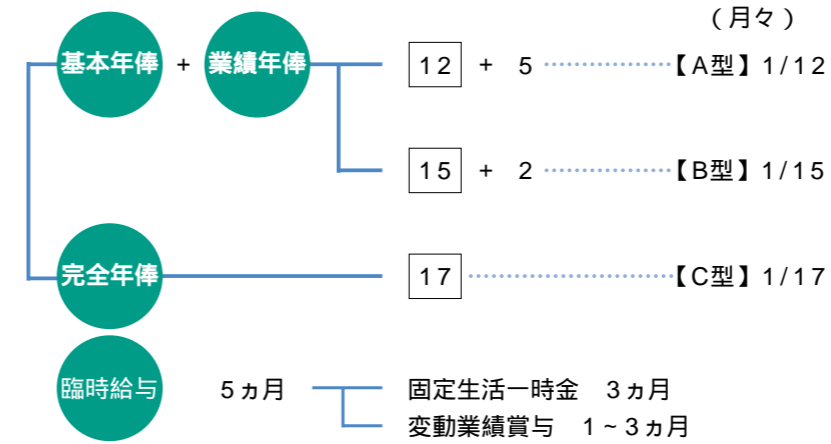 (月々)
基本年俸 + 業績年俸 12 + 5 ……………【A型】1/12
15 + 2 ……………【B型】1/15
完全年俸 17 ……………………【C型】1/17
臨時給与 5ヵ月 固定生活一時金 3ヵ月
変動業績賞与 1~3ヵ月